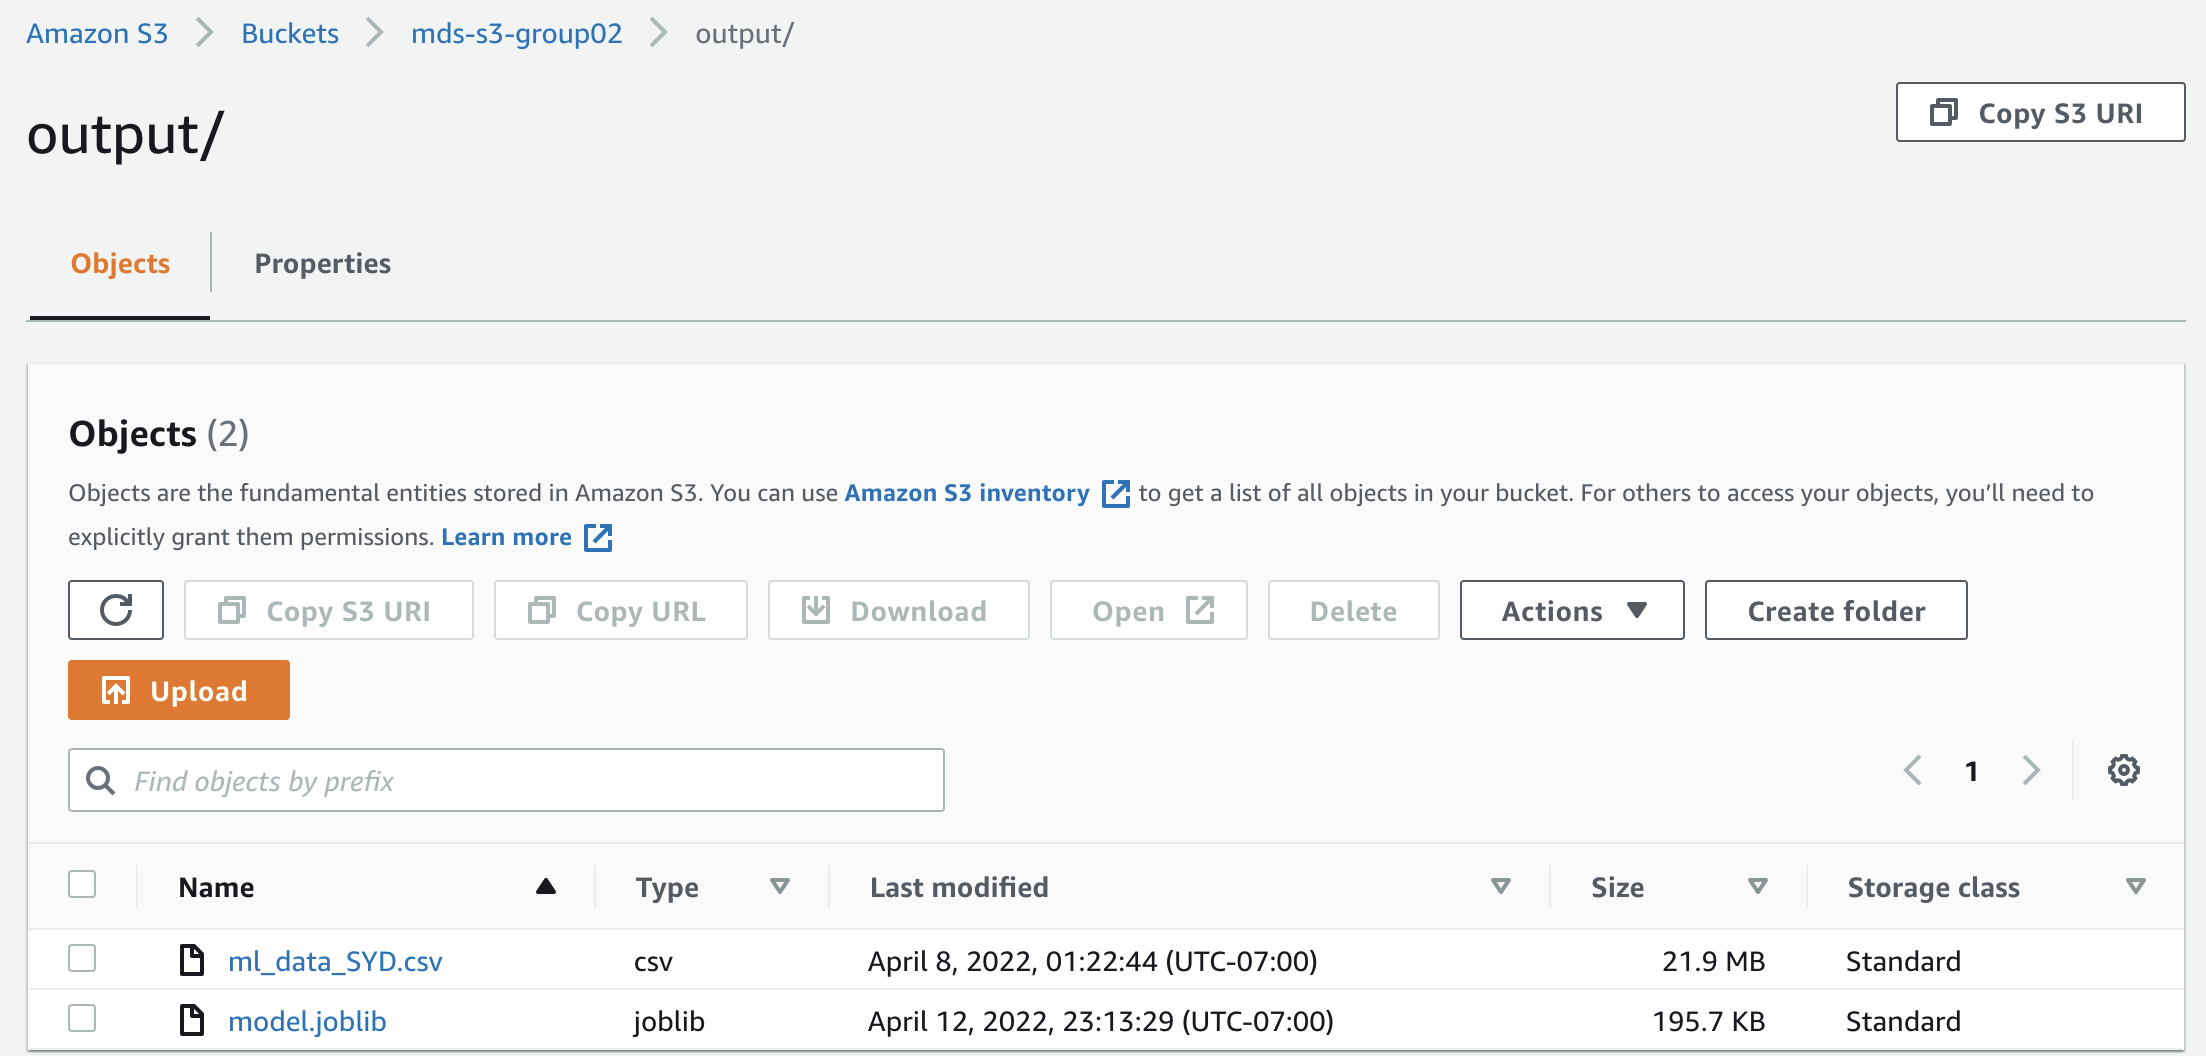 Amazon S3 Buckets mds-s3-group02 output/
output/
Copy S3 URI
Objects Properties
Objects (2)
Objects are the fundamental entities stored in Amazon S3. You can use Amazon S3 inventory to get a list of all objects in your bucket. For others to access your objects, you'll need to
explicitly grant them permissions. Learn more
Copy S3 URI Copy URL Download Open Delete Actions Create folder
Upload
Find objects by prefix 1
Name Type Last modified Size Storage class
ml_data_SYD.csv csv April 8, 2022, 01:22:44 (UTC-07:00) 21.9 MB Standard
model.joblib joblib April 12, 2022, 23:13:29 (UTC-07:00) 195.7 KB Standard